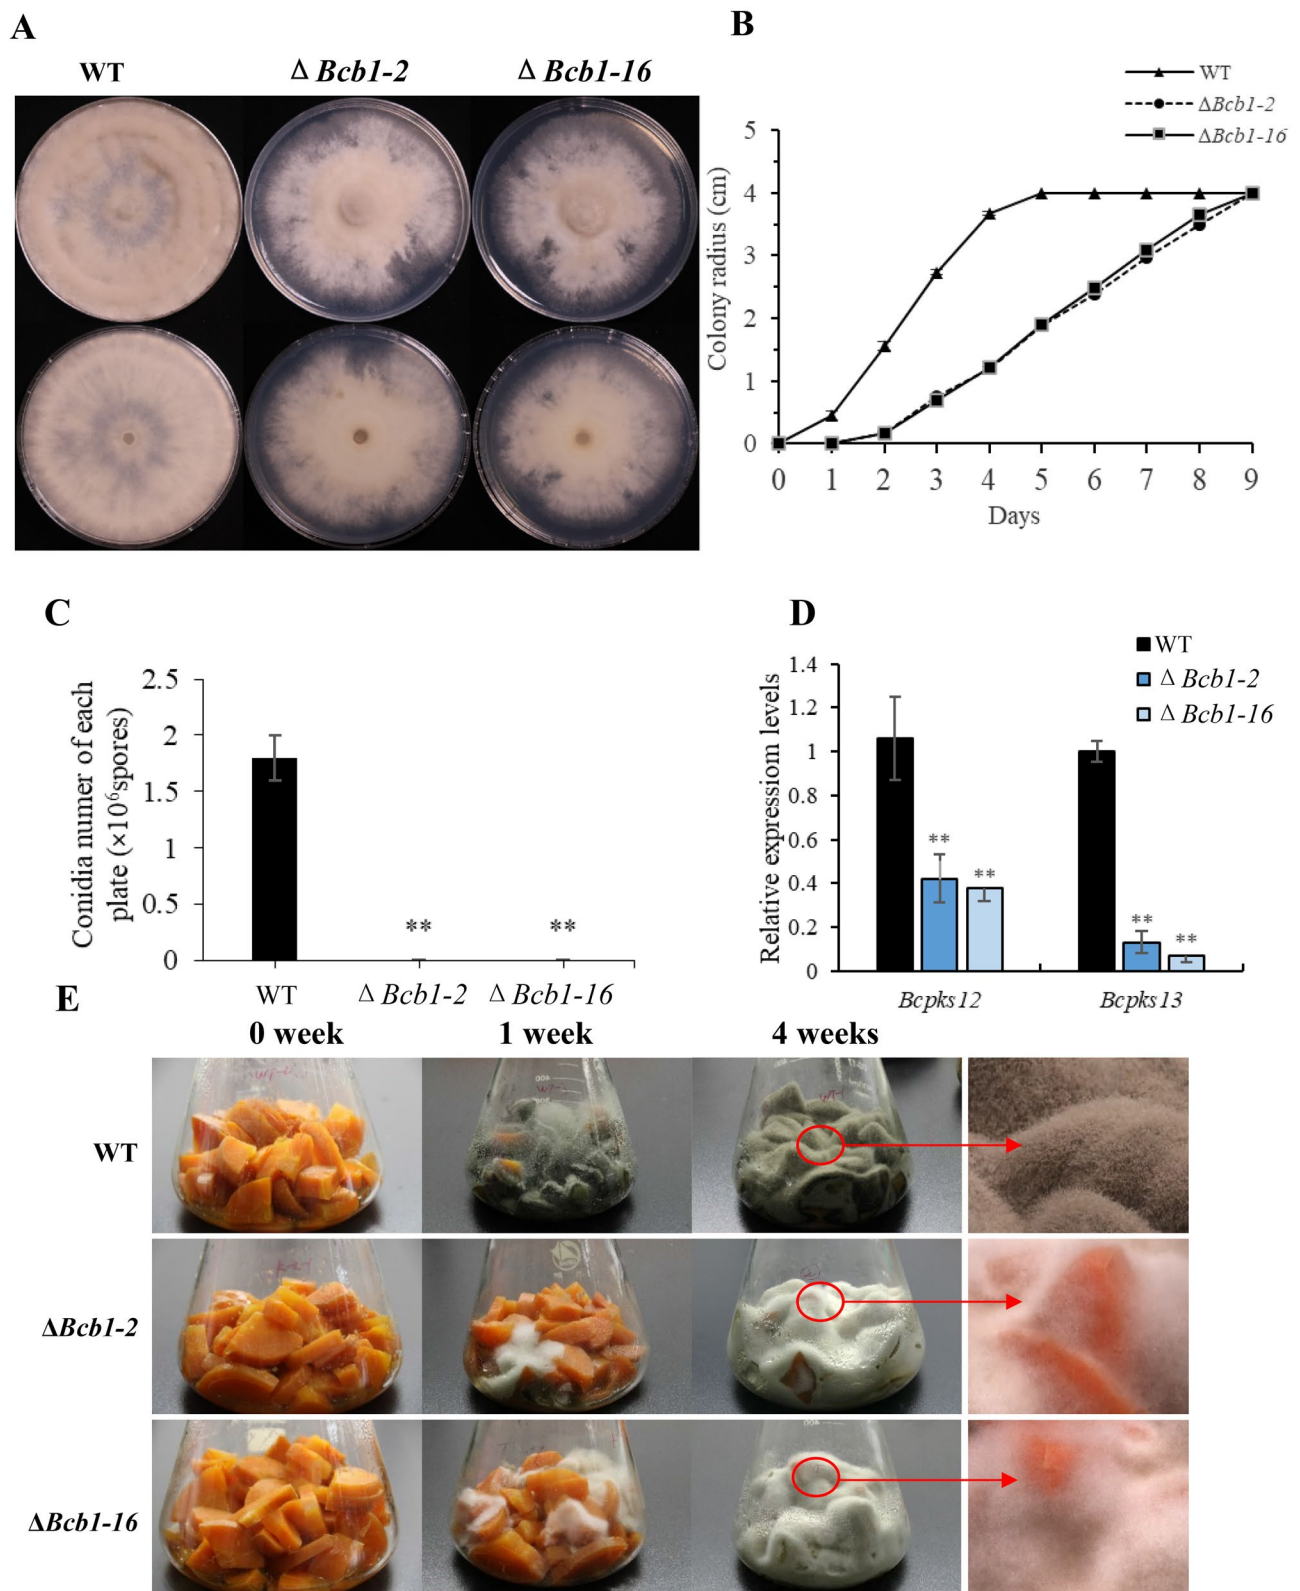 A
WT
Δ Bcb1-2
Δ Bcb1-16
B
WT
ΔBcb1-2
ΔBcb1-16
Colony radius (cm)
5
4
3
2
1
0
0 1 2 3 4 5 6 7 8 9
Days
C
Conidia numer of each
plate (×10⁶spores)
2.5
2
1.5
1
0.5
0
** **
WT Δ Bcb1-2 Δ Bcb1-16
D
WT
Δ Bcb1-2
Δ Bcb1-16
Relative expressiom levels
1.4
1.2
1
0.8
0.6
0.4
0.2
0
** ** ** **
Bcpks12 Bcpks13
E
0 week 1 week 4 weeks
WT
ΔBcb1-2
ΔBcb1-16